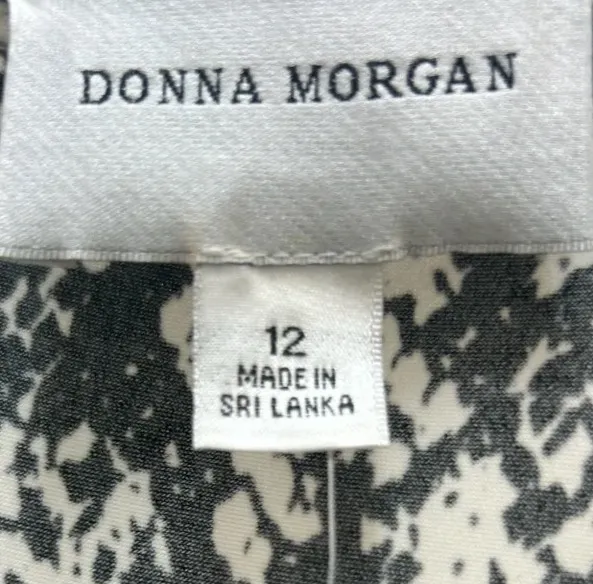 DONNA MORGAN
12
MADE IN
SRI LANKA